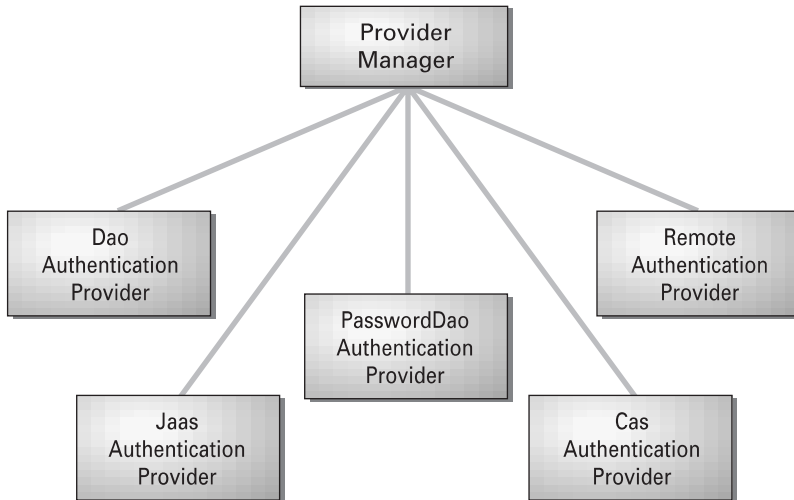 Provider
Manager
Dao
Authentication
Provider
Remote
Authentication
Provider
PasswordDao
Authentication
Provider
Jaas
Authentication
Provider
Cas
Authentication
Provider